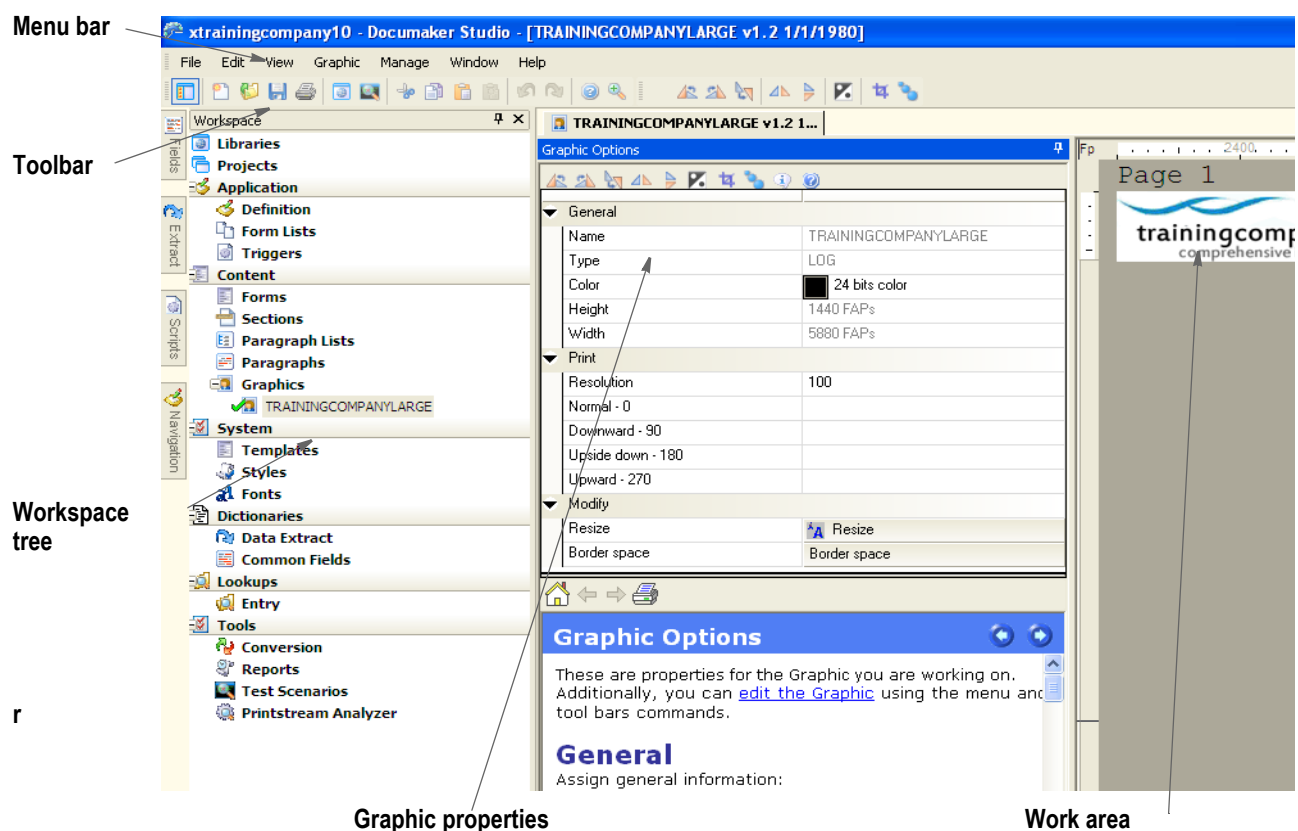 Menu bar
xtrainingcompany10 - Documaker Studio - [TRAININGCOMPANYLARGE v1.2 1/1/1980]
File Edit View Graphic Manage Window Help
Toolbar
Workspace
Fields
Extract
Scripts
Navigation
Libraries
Projects
Application
Definition
Form Lists
Triggers
Content
Forms
Sections
Paragraph Lists
Paragraphs
Graphics
TRAININGCOMPANYLARGE
System
Templates
Styles
Fonts
Dictionaries
Data Extract
Common Fields
Lookups
Entry
Tools
Conversion
Reports
Test Scenarios
Printstream Analyzer
Workspace
tree
r
TRAININGCOMPANYLARGE v1.2 1...
Graphic Options
General
Name TRAININGCOMPANYLARGE
Type LOG
Color 24 bits color
Height 1440 FAPs
Width 5880 FAPs
Print
Resolution 100
Normal - 0
Downward - 90
Upside down - 180
Upward - 270
Modify
Resize Resize
Border space Border space
Graphic Options
These are properties for the Graphic you are working on.
Additionally, you can edit the Graphic using the menu and
tool bars commands.
General
Assign general information:
Fp 2400
Page 1
trainingcomp
comprehensive
Graphic properties
Work area